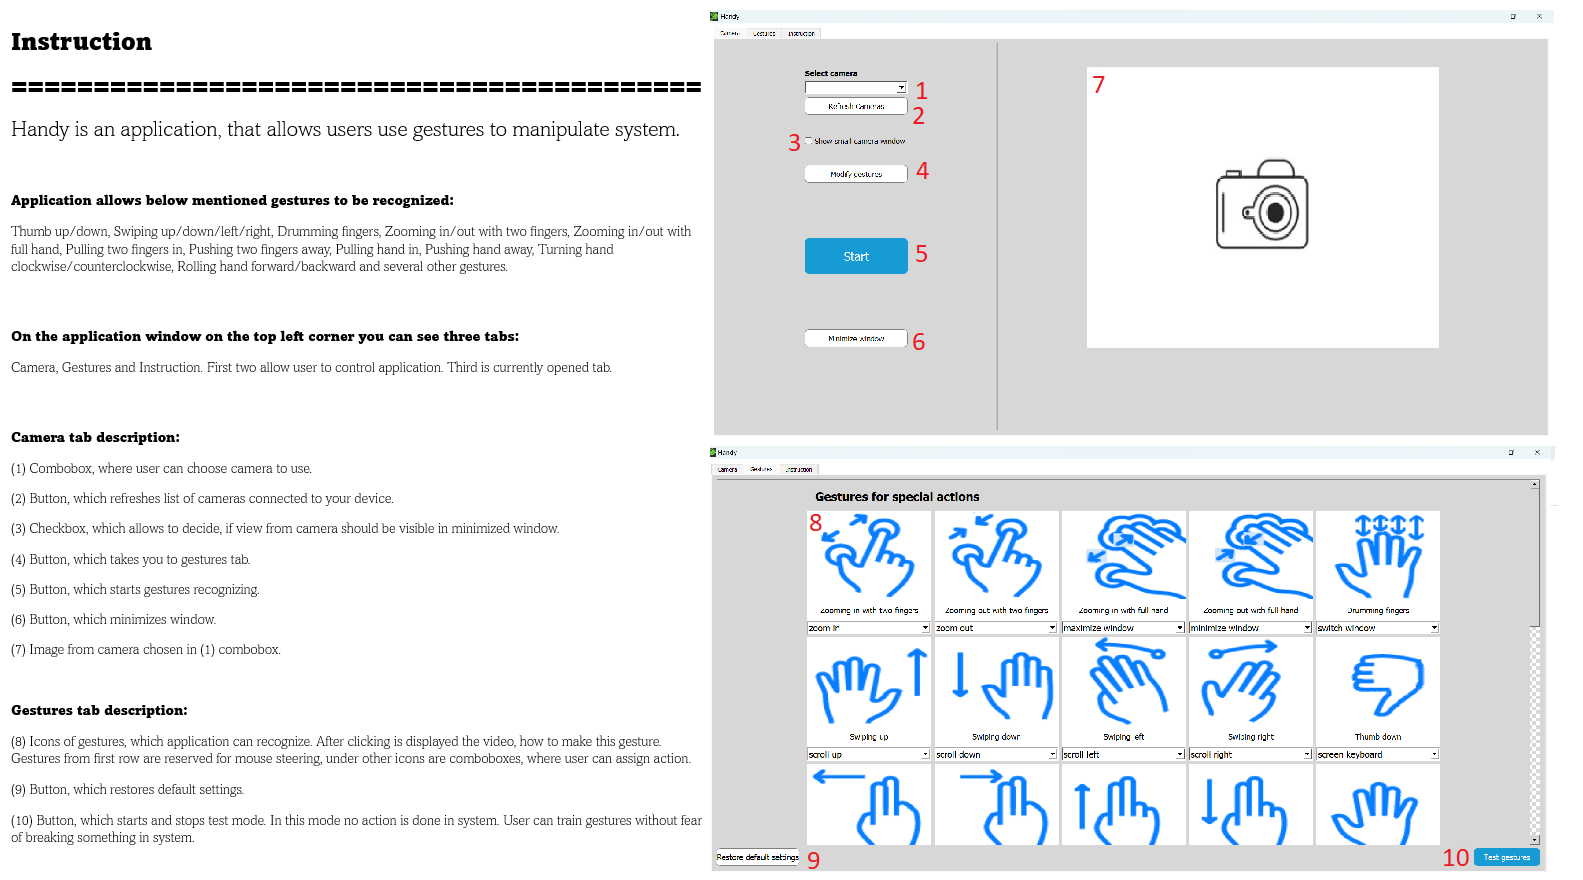 Instruction
==========================================
Handy is an application, that allows users use gestures to manipulate system.
Application allows below mentioned gestures to be recognized:
Thumb up/down, Swiping up/down/left/right, Drumming fingers, Zooming in/out with two fingers, Zooming in/out with
full hand, Pulling two fingers in, Pushing two fingers away, Pulling hand in, Pushing hand away, Turning hand
clockwise/counterclockwise, Rolling hand forward/backward and several other gestures.
On the application window on the top left corner you can see three tabs:
Camera, Gestures and Instruction. First two allow user to control application. Third is currently opened tab.
Camera tab description:
(1) Combobox, where user can choose camera to use.
(2) Button, which refreshes list of cameras connected to your device.
(3) Checkbox, which allows to decide, if view from camera should be visible in minimized window.
(4) Button, which takes you to gestures tab.
(5) Button, which starts gestures recognizing.
(6) Button, which minimizes window.
(7) Image from camera chosen in (1) combobox.
Gestures tab description:
(8) Icons of gestures, which application can recognize. After clicking is displayed the video, how to make this gesture.
Gestures from first row are reserved for mouse steering, under other icons are comboboxes, where user can assign action.
(9) Button, which restores default settings.
(10) Button, which starts and stops test mode. In this mode no action is done in system. User can train gestures without fear
of breaking something in system.
Handy
Camera Gestures Instruction
Select camera
1
Refresh Cameras
2
3 Show small camera window
Modify gestures 4
Start 5
Minimize window 6
7
Handy
Camera Gestures Instruction
Gestures for special actions
8
Zooming in with two fingers Zooming out with two fingers Zooming in with full hand Zooming out with full hand Drumming fingers
zoom in zoom out maximize window minimize window switch window
Swiping up Swiping down Swiping left Swiping right Thumb down
scroll up scroll down scroll left scroll right screen keyboard
Restore default settings 9 10 Test gestures